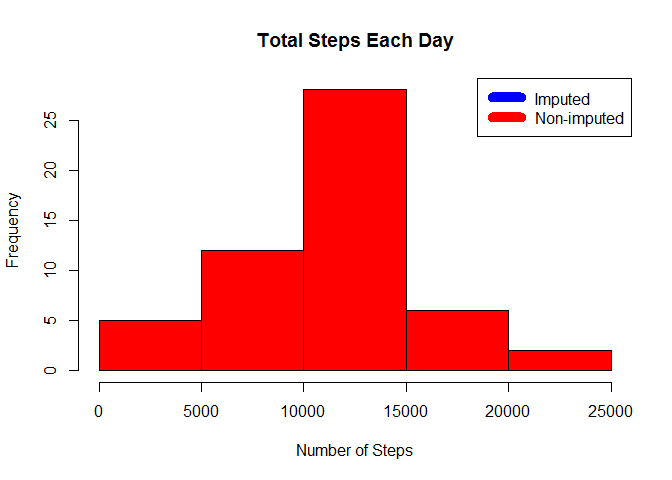 Total Steps Each Day
Imputed
Non-imputed
Frequency
25
20
15
10
5
0
0 5000 10000 15000 20000 25000
Number of Steps